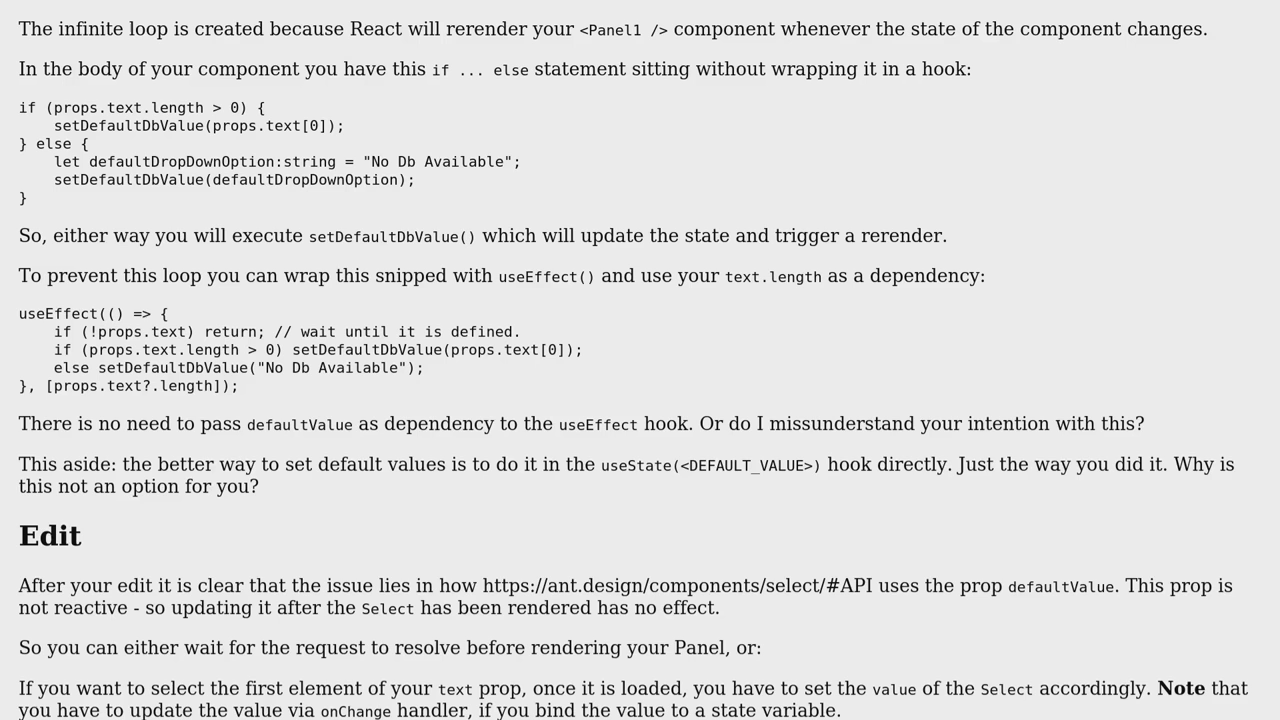 The infinite loop is created because React will rerender your <Panel1 /> component whenever the state of the component changes.
In the body of your component you have this if ... else statement sitting without wrapping it in a hook:
if (props.text.length > 0) {
    setDefaultDbValue(props.text[0]);
} else {
    let defaultDropDownOption:string = "No Db Available";
    setDefaultDbValue(defaultDropDownOption);
}
So, either way you will execute setDefaultDbValue() which will update the state and trigger a rerender.
To prevent this loop you can wrap this snipped with useEffect() and use your text.length as a dependency:
useEffect(() => {
    if (!props.text) return; // wait until it is defined.
    if (props.text.length > 0) setDefaultDbValue(props.text[0]);
    else setDefaultDbValue("No Db Available");
}, [props.text?.length]);
There is no need to pass defaultValue as dependency to the useEffect hook. Or do I missunderstand your intention with this?
This aside: the better way to set default values is to do it in the useState(<DEFAULT_VALUE>) hook directly. Just the way you did it. Why is
this not an option for you?
Edit
After your edit it is clear that the issue lies in how https://ant.design/components/select/#API uses the prop defaultValue. This prop is
not reactive - so updating it after the Select has been rendered has no effect.
So you can either wait for the request to resolve before rendering your Panel, or:
If you want to select the first element of your text prop, once it is loaded, you have to set the value of the Select accordingly. Note that
you have to update the value via onChange handler, if you bind the value to a state variable.